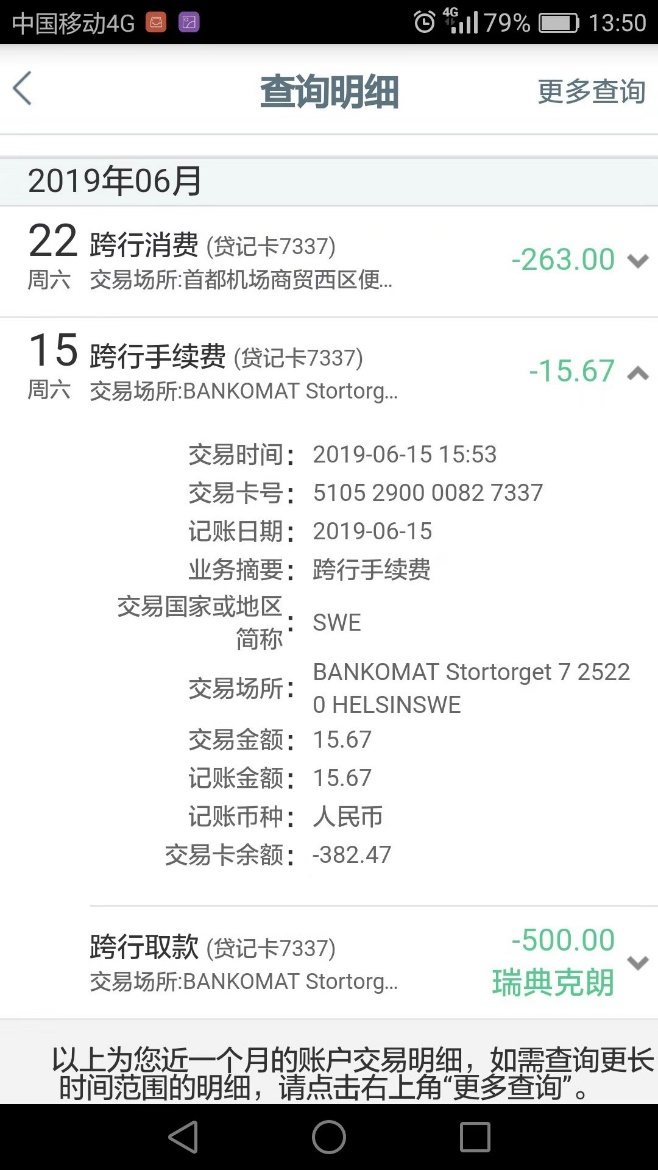 中国移动4G 4G 79% 13:50
查询明细 更多查询
2019年06月
22 跨行消费 (贷记卡7337) -263.00
周六 交易场所:首都机场商贸西区便...
15 跨行手续费 (贷记卡7337) -15.67
周六 交易场所:BANKOMAT Stortorg...
交易时间： 2019-06-15 15:53
交易卡号： 5105 2900 0082 7337
记账日期： 2019-06-15
业务摘要： 跨行手续费
交易国家或地区
简称： SWE
交易场所： BANKOMAT Stortorget 7 2522
0 HELSINSWE
交易金额： 15.67
记账金额： 15.67
记账币种： 人民币
交易卡余额： -382.47
跨行取款 (贷记卡7337) -500.00
交易场所:BANKOMAT Stortorg... 瑞典克朗
以上为您近一个月的账户交易明细，如需查询更长
时间范围的明细，请点击右上角“更多查询”。